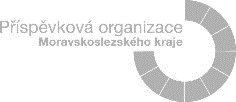 Příspěvková organizace
Moravskoslezského kraje